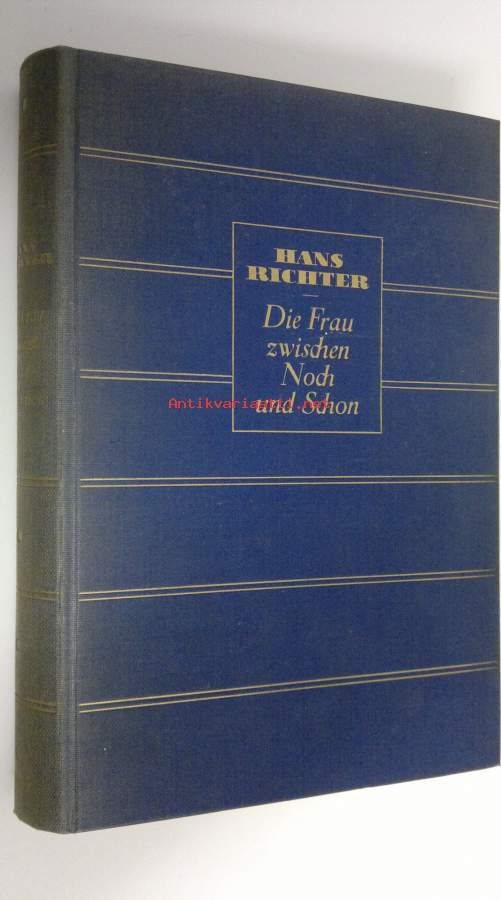 HANS
RICHTER
Die Frau
zwischen
Noch
und Schon
Antikvariaatti.net